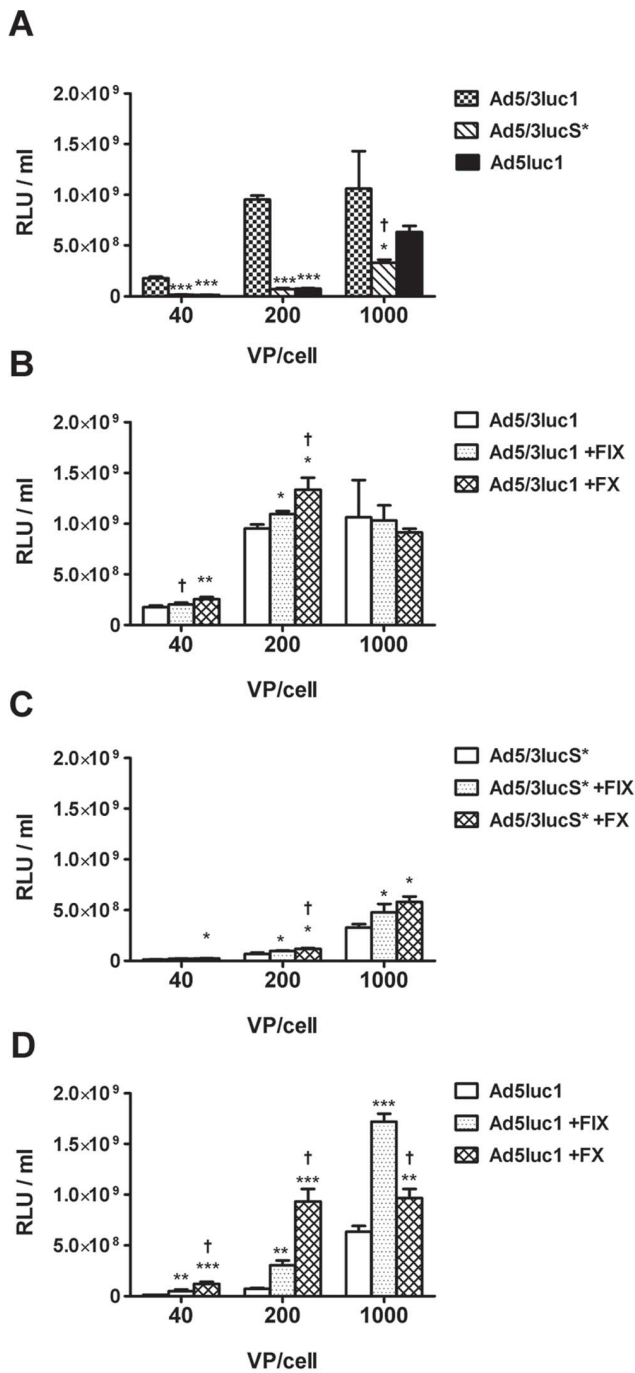 A
RLU / ml
2.0×10⁹
1.5×10⁹
1.0×10⁹
5.0×10⁸
0
*** ***
*** ***
†
*
40 200 1000
VP/cell
Ad5/3luc1
Ad5/3lucS*
Ad5luc1
B
RLU / ml
2.0×10⁹
1.5×10⁹
1.0×10⁹
5.0×10⁸
0
† **
*
†
*
40 200 1000
VP/cell
Ad5/3luc1
Ad5/3luc1 +FIX
Ad5/3luc1 +FX
C
RLU / ml
2.0×10⁹
1.5×10⁹
1.0×10⁹
5.0×10⁸
0
*
*
†
*
* *
40 200 1000
VP/cell
Ad5/3lucS*
Ad5/3lucS* +FIX
Ad5/3lucS* +FX
D
RLU / ml
2.0×10⁹
1.5×10⁹
1.0×10⁹
5.0×10⁸
0
**
†
***
**
†
***
***
†
**
40 200 1000
VP/cell
Ad5luc1
Ad5luc1 +FIX
Ad5luc1 +FX